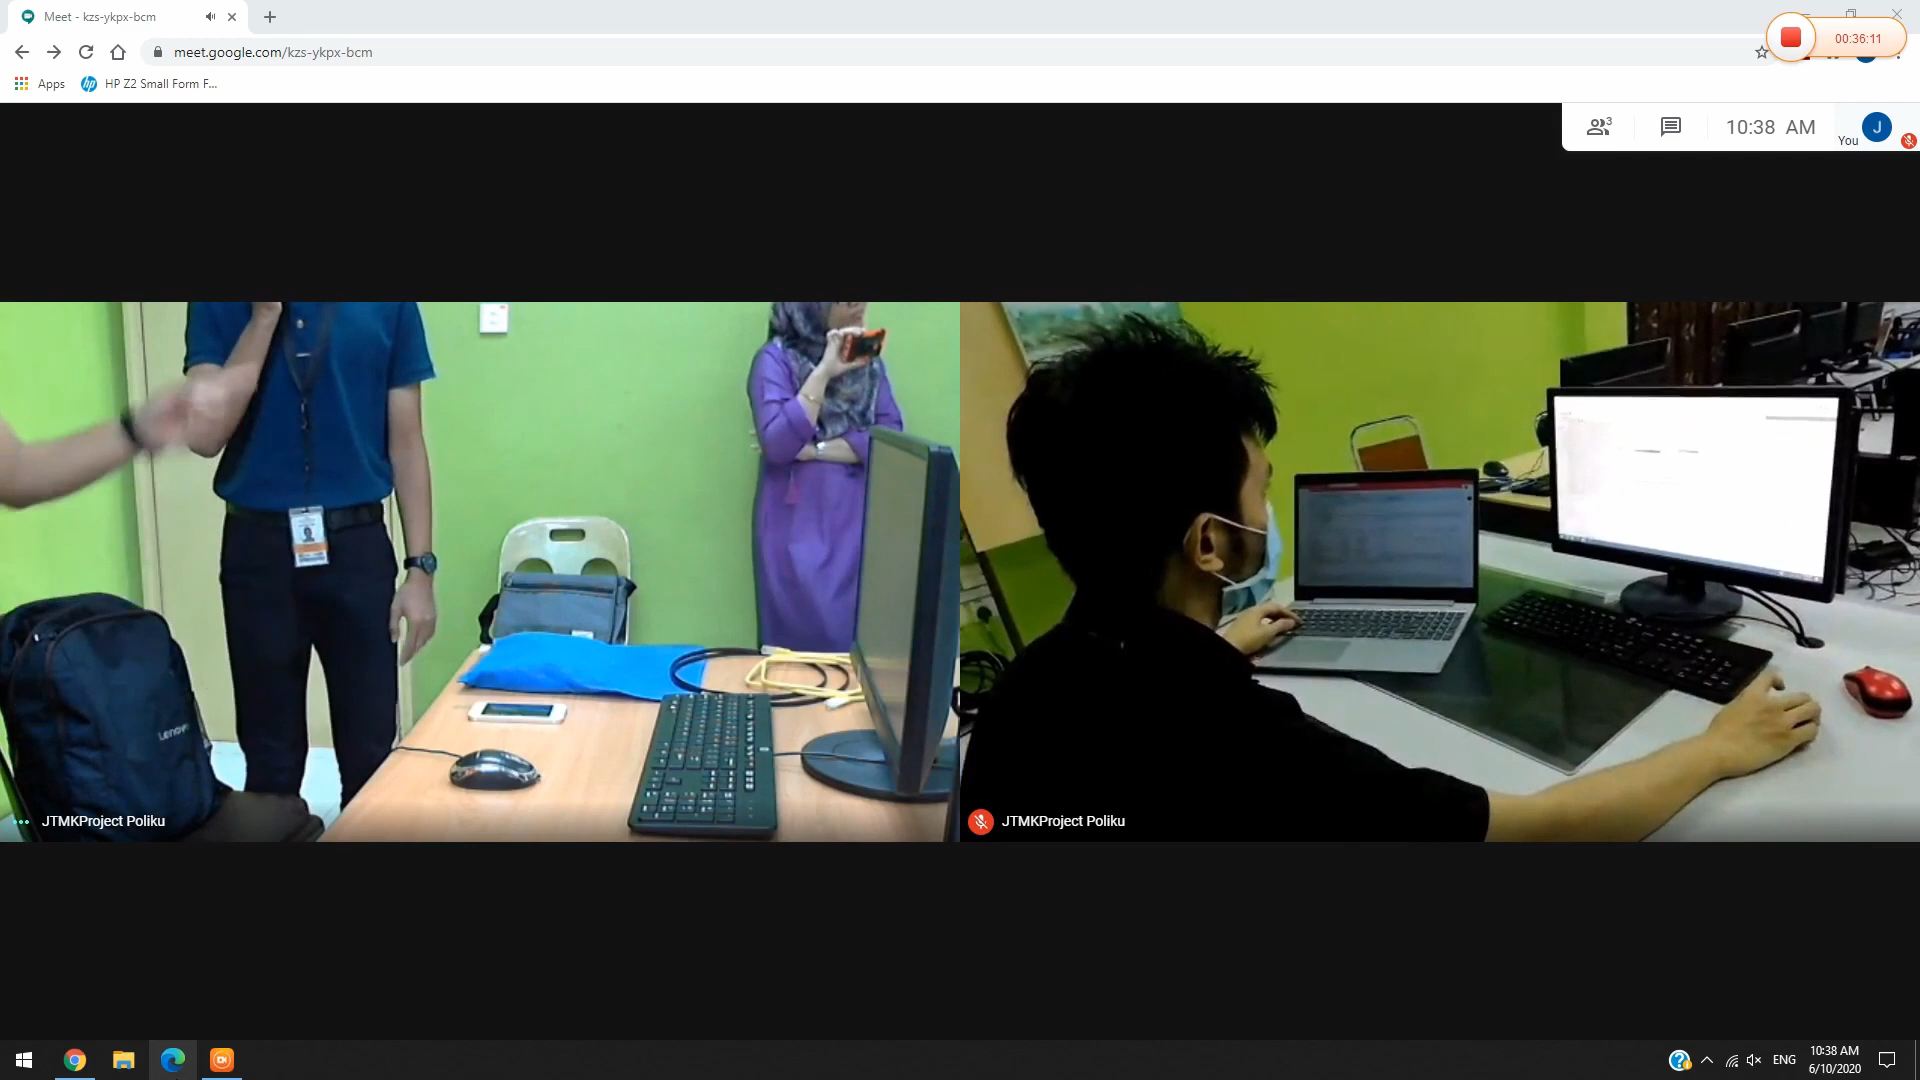 Meet - kzs-ykpx-bcm
meet.google.com/kzs-ykpx-bcm
00:36:11
Apps
HP Z2 Small Form F...
3
10:38 AM
You
J
Lenovo
JTMKProject Poliku
JTMKProject Poliku
ENG
10:38 AM
6/10/2020